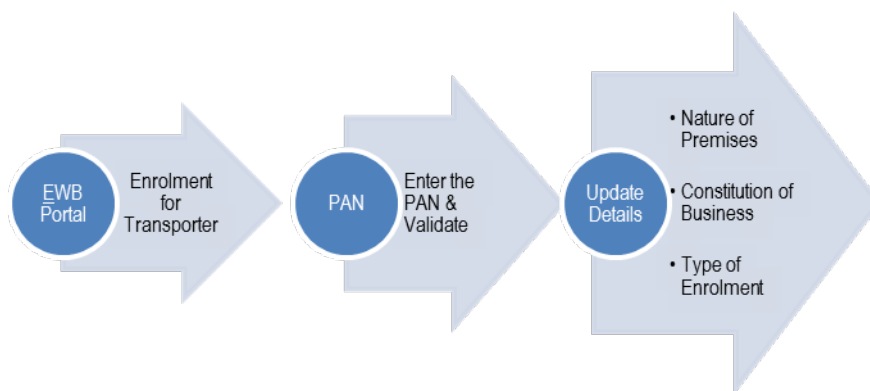 EWB
Portal
Enrolment
for
Transporter
PAN
Enter the
PAN &
Validate
Update
Details
• Nature of
Premises
• Constitution of
Business
• Type of
Enrolment